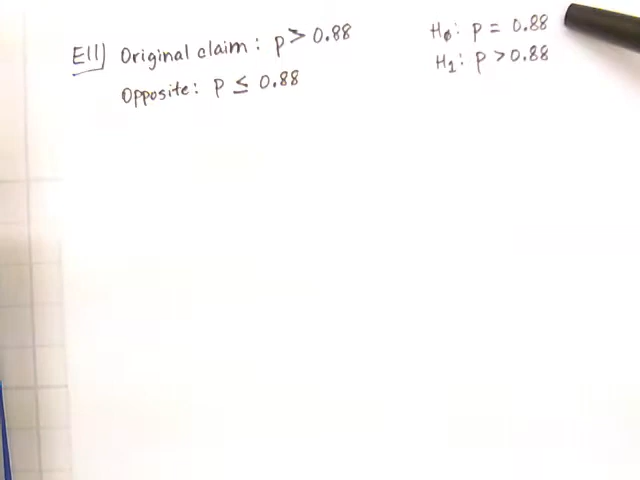 E11) Original claim: p > 0.88
Opposite: p ≤ 0.88
H₀: p = 0.88
H₁: p > 0.88